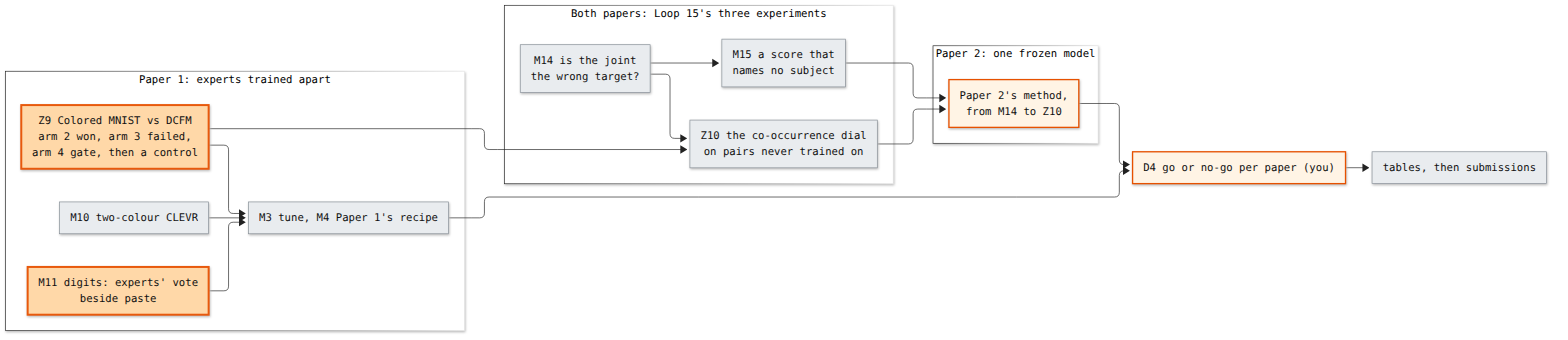 Paper 1: experts trained apart
Z9 Colored MNIST vs DCFM
arm 2 won, arm 3 failed,
arm 4 gate, then a control
M10 two-colour CLEVR
M11 digits: experts' vote
beside paste
M3 tune, M4 Paper 1's recipe
Both papers: Loop 15's three experiments
M14 is the joint
the wrong target?
M15 a score that
names no subject
Z10 the co-occurrence dial
on pairs never trained on
Paper 2: one frozen model
Paper 2's method,
from M14 to Z10
D4 go or no-go per paper (you)
tables, then submissions